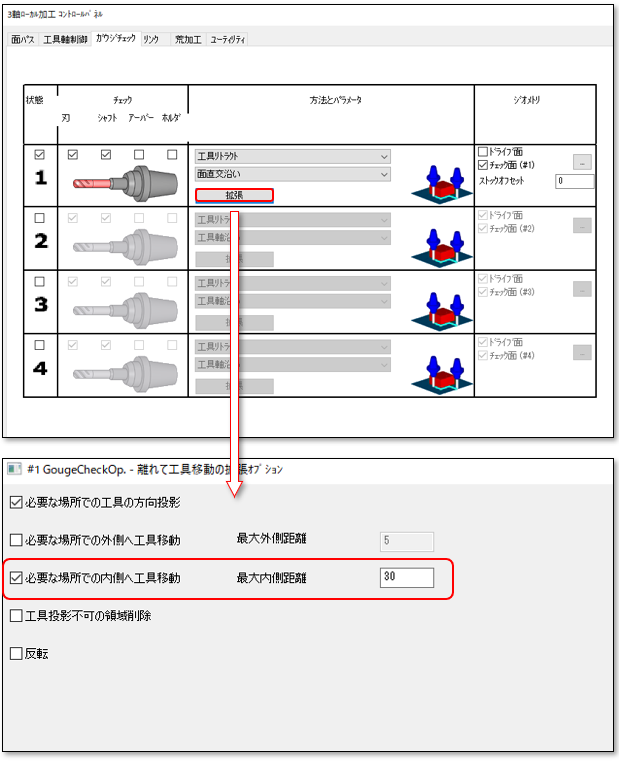 3軸ﾛｰｶﾙ加工 ｺﾝﾄﾛｰﾙﾊﾟﾈﾙ
面ﾊﾟｽ 工具軸制御 ｶﾞｳｼﾞﾁｪｯｸ ﾘﾝｸ 荒加工 ﾕｰﾃｨﾘﾃｨ
状態 ﾁｪｯｸ 方法とﾊﾟﾗﾒｰﾀ ｼﾞｵﾒﾄﾘ
刃 ｼｬﾌﾄ ｱｰﾊﾞｰ ﾎﾙﾀﾞ
1
工具ﾘﾄﾗｸﾄ
面直交沿い
拡張
ﾄﾞﾗｲﾌﾞ面
ﾁｪｯｸ面 (#1)
...
ｽﾄｯｸｵﾌｾｯﾄ 0
2
工具ﾘﾄﾗｸﾄ
工具軸沿い
ﾄﾞﾗｲﾌﾞ面
ﾁｪｯｸ面 (#2)
...
3
工具ﾘﾄﾗｸﾄ
工具軸沿い
拡張
ﾄﾞﾗｲﾌﾞ面
ﾁｪｯｸ面 (#3)
...
4
工具ﾘﾄﾗｸﾄ
工具軸沿い
拡張
ﾄﾞﾗｲﾌﾞ面
ﾁｪｯｸ面 (#4)
...
#1 GougeCheckOp. - 離れて工具移動の拡張ｵﾌﾟｼｮﾝ
必要な場所での工具の方向投影
必要な場所での外側へ工具移動 最大外側距離 5
必要な場所での内側へ工具移動 最大内側距離 30
工具投影不可の領域削除
反転